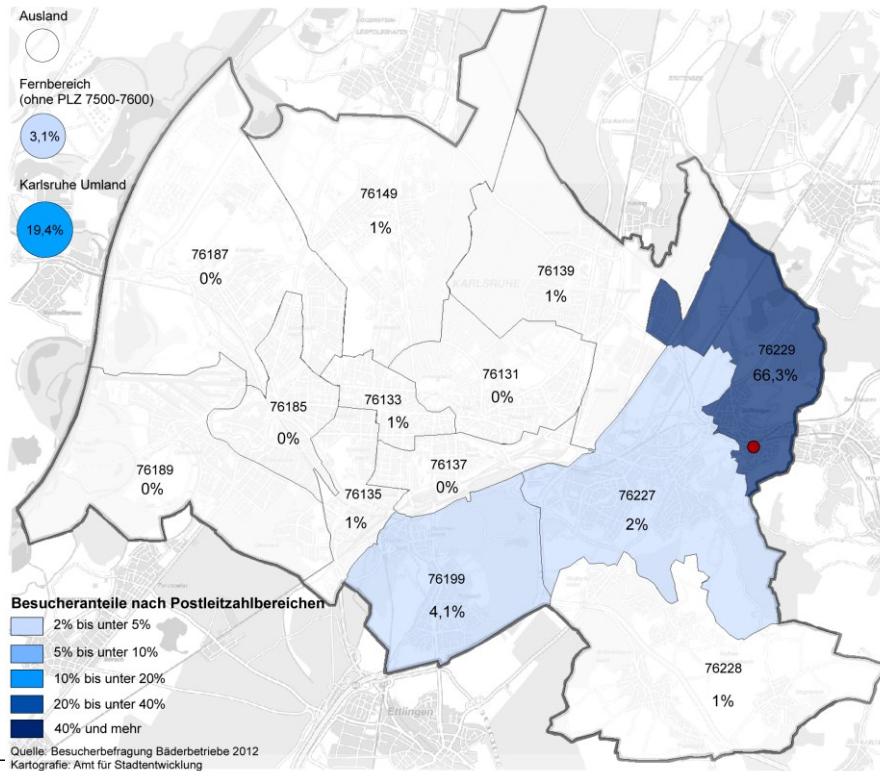 Ausland
Fernbereich
(ohne PLZ 7500-7600)
3,1%
Karlsruhe Umland
19,4%
76149
1%
76187
0%
KARLSRUHE
76139
1%
76229
66,3%
76131
0%
76133
1%
76185
0%
76137
0%
76189
0%
76135
1%
76227
2%
76199
4,1%
76228
1%
Ettlingen
Besucheranteile nach Postleitzahlbereichen
2% bis unter 5%
5% bis unter 10%
10% bis unter 20%
20% bis unter 40%
40% und mehr
Quelle: Besucherbefragung Bäderbetriebe 2012
Kartografie: Amt für Stadtentwicklung